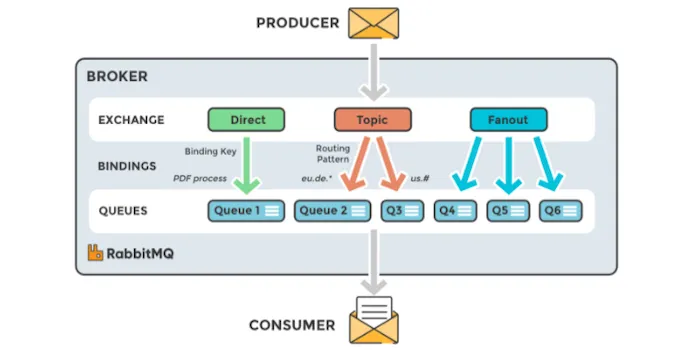 PRODUCER
BROKER
EXCHANGE
Direct
Topic
Fanout
BINDINGS
Binding Key
Routing
Pattern
PDF process
eu.de.*
us.#
QUEUES
Queue 1
Queue 2
Q3
Q4
Q5
Q6
RabbitMQ
CONSUMER